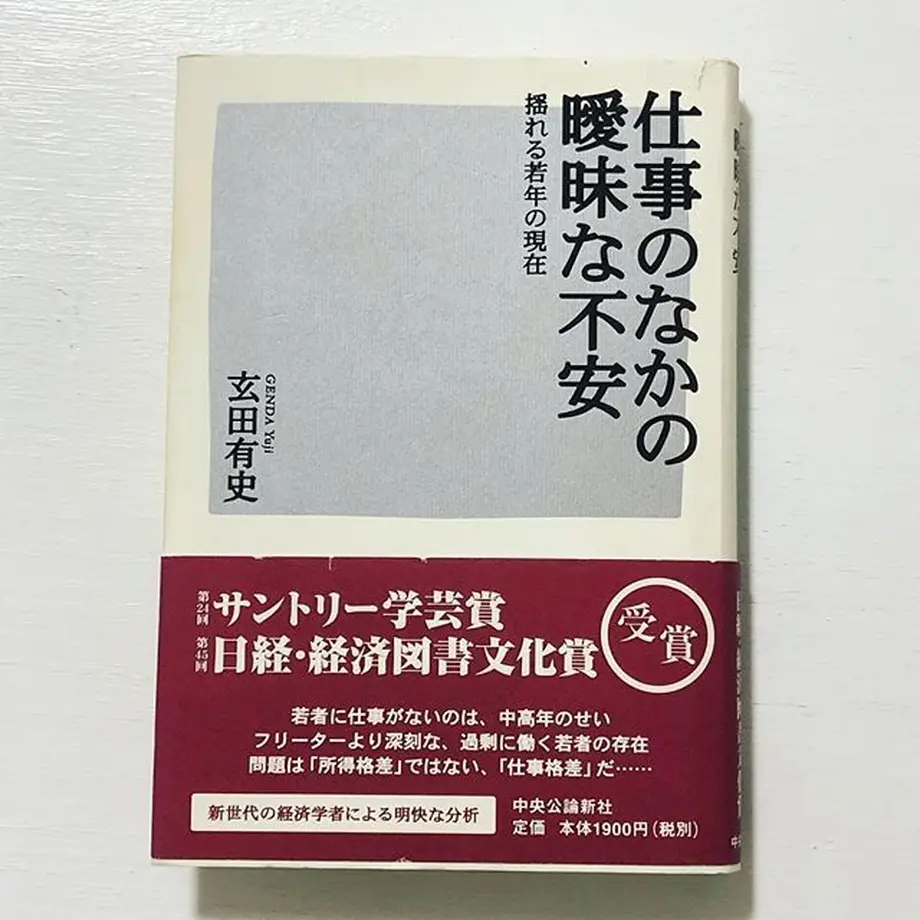 仕事のなかの
曖昧な不安
揺れる若年の現在
GENDA Yuji
玄田有史
第24回
サントリー学芸賞
第45回
日経・経済図書文化賞
受賞
若者に仕事がないのは、中高年のせい
フリーターより深刻な、過剰に働く若者の存在
問題は「所得格差」ではない、「仕事格差」だ……
新世代の経済学者による明快な分析
中央公論新社
定価 本体1900円（税別）